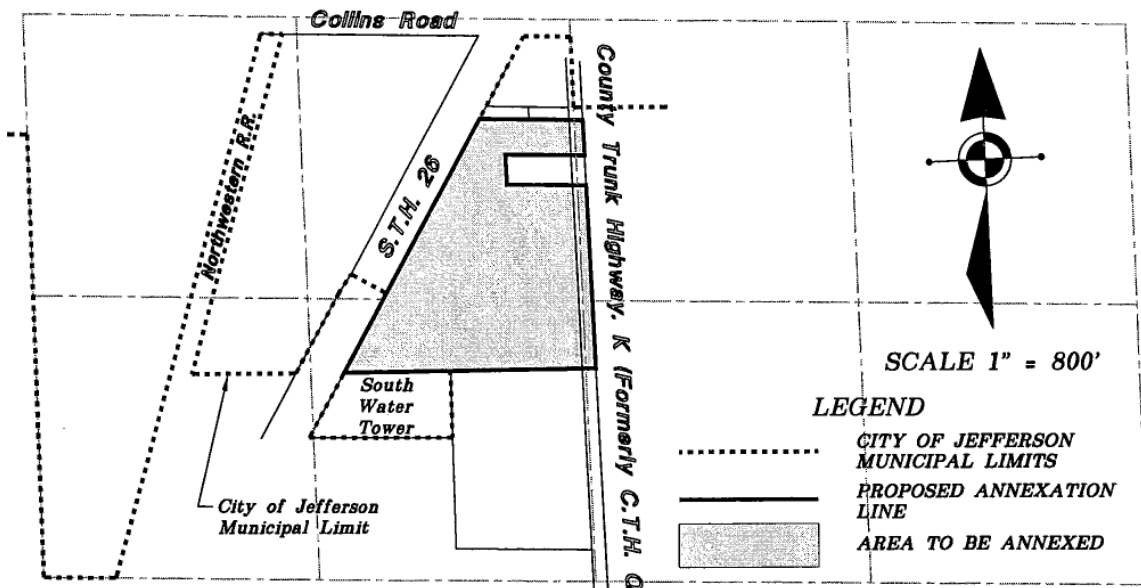 Collins Road
Northwestern R.R.
S.T.H. 26
County Trunk Highway. K (Formerly C.T.H. Q
South
Water
Tower
City of Jefferson
Municipal Limit
SCALE 1" = 800'
LEGEND
CITY OF JEFFERSON
MUNICIPAL LIMITS
PROPOSED ANNEXATION
LINE
AREA TO BE ANNEXED